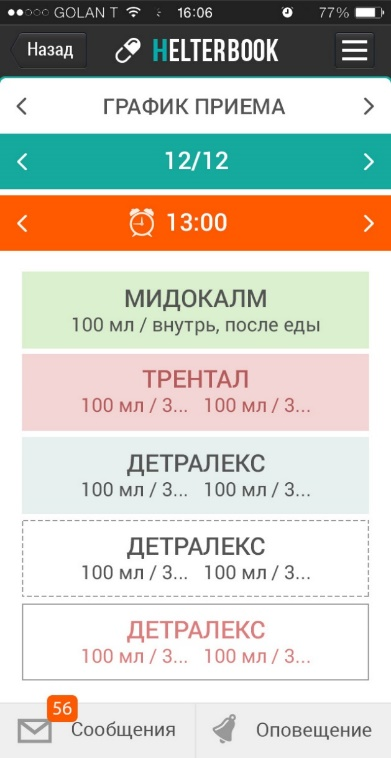 GOLAN T 16:06 77%
Назад HELTERBOOK
ГРАФИК ПРИЕМА
12/12
13:00
МИДОКАЛМ
100 мл / внутрь, после еды
ТРЕНТАЛ
100 мл / 3... 100 мл / 3...
ДЕТРАЛЕКС
100 мл / 3... 100 мл / 3...
ДЕТРАЛЕКС
100 мл / 3... 100 мл / 3...
ДЕТРАЛЕКС
100 мл / 3... 100 мл / 3...
56
Сообщения Оповещение